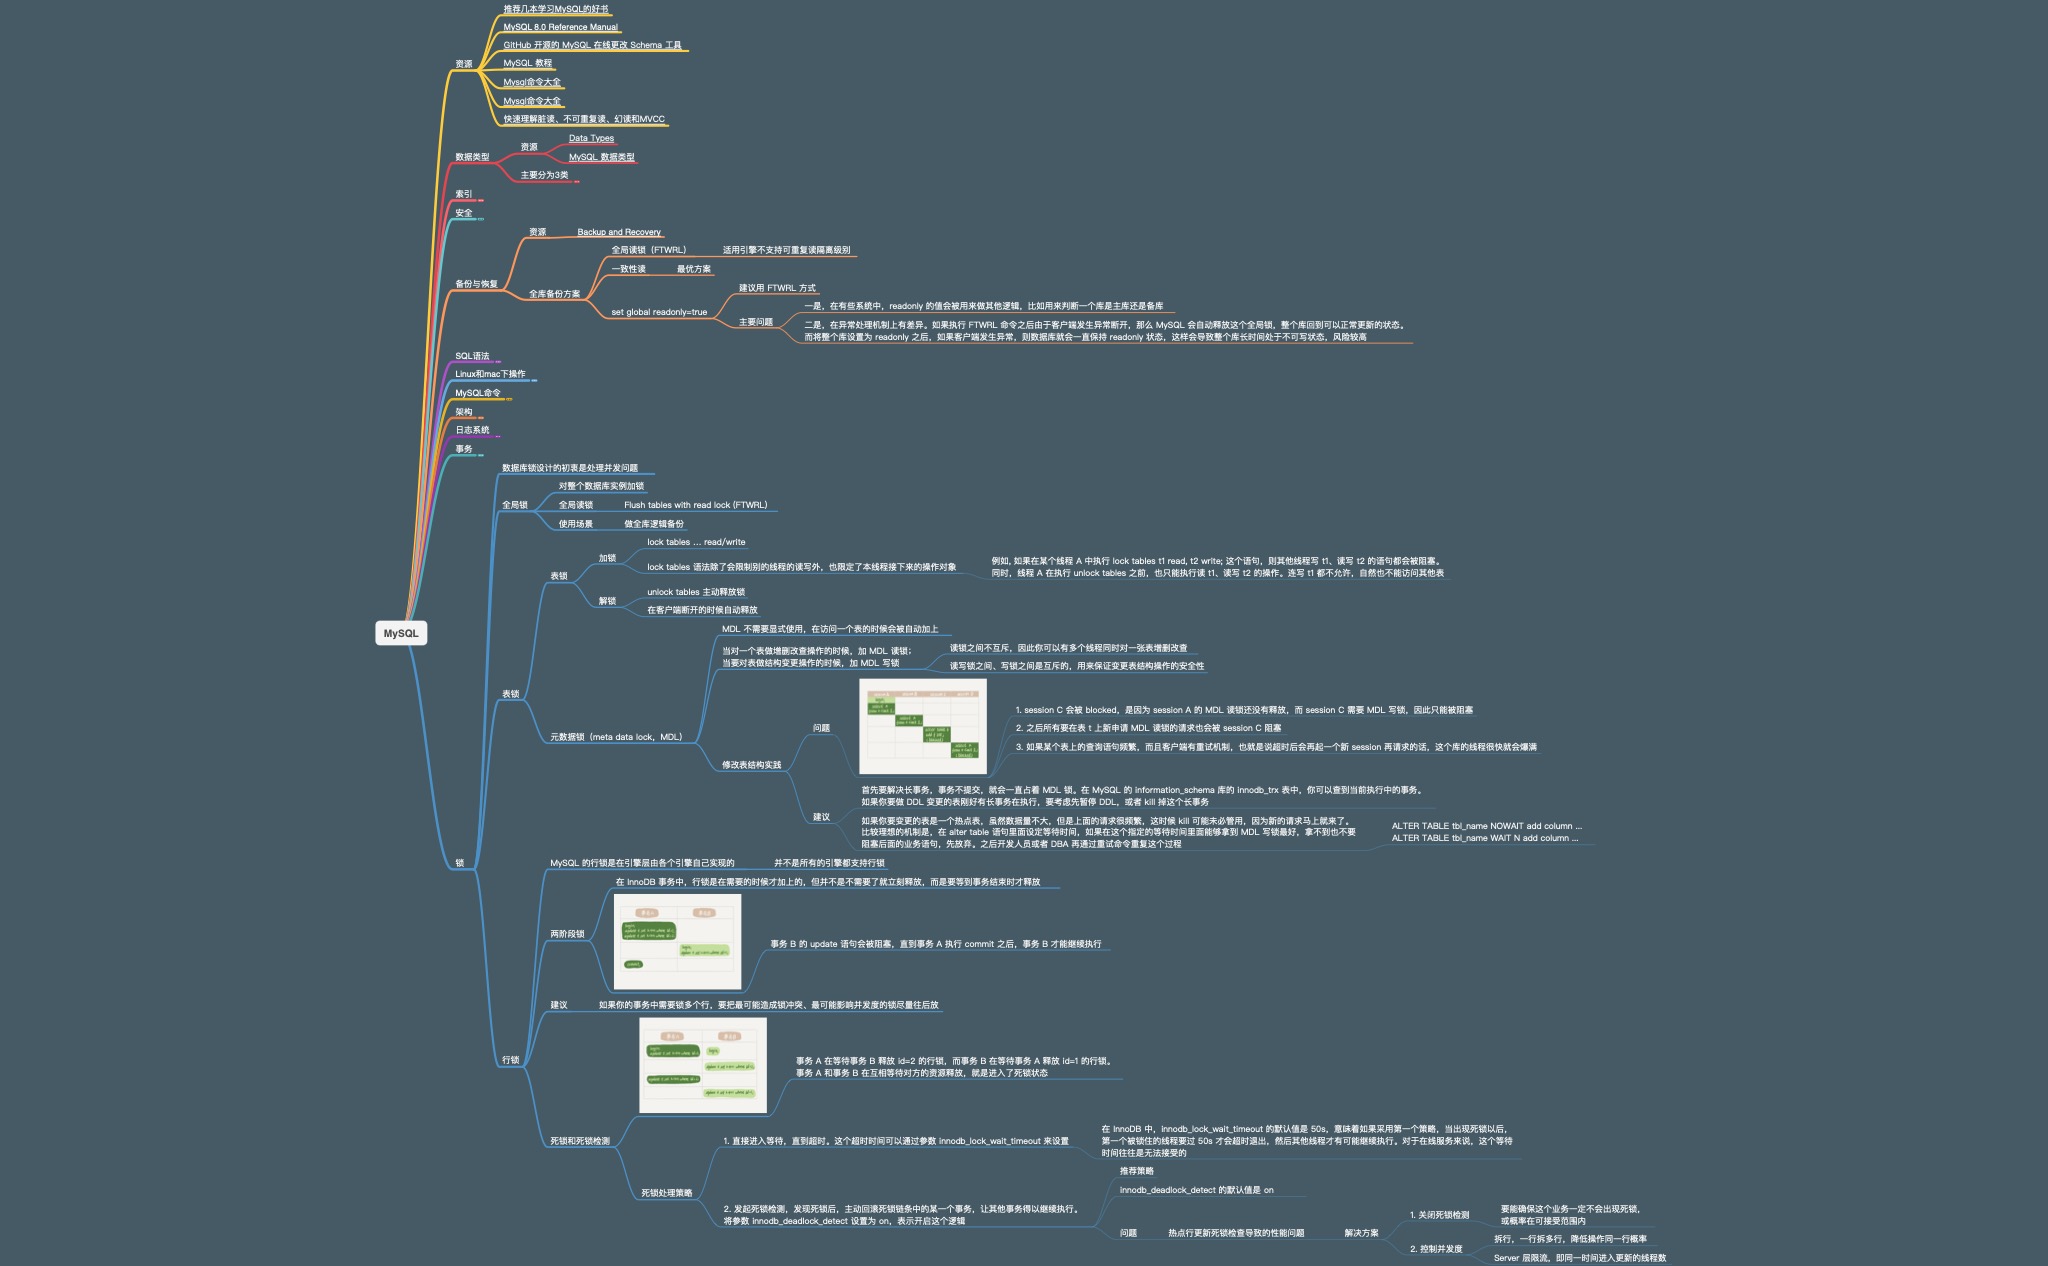 推荐几本学习MySQL的好书
MySQL 8.0 Reference Manual
GitHub 开源的 MySQL 在线更改 Schema 工具
资源
MySQL 教程
Mysql命令大全
Mysql命令大全
快速理解脏读、不可重复读、幻读和MVCC
数据类型
资源
Data Types
MySQL 数据类型
主要分为3类
索引
安全
备份与恢复
资源
Backup and Recovery
全库备份方案
全局读锁（FTWRL）
适用引擎不支持可重复读隔离级别
一致性读
最优方案
set global readonly=true
建议用 FTWRL 方式
主要问题
一是，在有些系统中，readonly 的值会被用来做其他逻辑，比如用来判断一个库是主库还是备库
二是，在异常处理机制上有差异。如果执行 FTWRL 命令之后由于客户端发生异常断开，那么 MySQL 会自动释放这个全局锁，整个库回到可以正常更新的状态。
而将整个库设置为 readonly 之后，如果客户端发生异常，则数据库就会一直保持 readonly 状态，这样会导致整个库长时间处于不可写状态，风险较高
SQL语法
Linux和mac下操作
MySQL命令
架构
日志系统
事务
MySQL
锁
数据库锁设计的初衷是处理并发问题
全局锁
对整个数据库实例加锁
全局读锁
Flush tables with read lock (FTWRL)
使用场景
做全库逻辑备份
表锁
表锁
加锁
lock tables … read/write
lock tables 语法除了会限制别的线程的读写外，也限定了本线程接下来的操作对象
例如, 如果在某个线程 A 中执行 lock tables t1 read, t2 write; 这个语句，则其他线程写 t1、读写 t2 的语句都会被阻塞。
同时，线程 A 在执行 unlock tables 之前，也只能执行读 t1、读写 t2 的操作。连写 t1 都不允许，自然也不能访问其他表
解锁
unlock tables 主动释放锁
在客户端断开的时候自动释放
元数据锁（meta data lock，MDL）
MDL 不需要显式使用，在访问一个表的时候会被自动加上
当对一个表做增删改查操作的时候，加 MDL 读锁；
当要对表做结构变更操作的时候，加 MDL 写锁
读锁之间不互斥，因此你可以有多个线程同时对一张表增删改查
读写锁之间、写锁之间是互斥的，用来保证变更表结构操作的安全性
修改表结构实践
问题
1. session C 会被 blocked，是因为 session A 的 MDL 读锁还没有释放，而 session C 需要 MDL 写锁，因此只能被阻塞
2. 之后所有要在表 t 上新申请 MDL 读锁的请求也会被 session C 阻塞
3. 如果某个表上的查询语句频繁，而且客户端有重试机制，也就是说超时后会再起一个新 session 再请求的话，这个库的线程很快就会爆满
建议
首先要解决长事务，事务不提交，就会一直占着 MDL 锁。在 MySQL 的 information_schema 库的 innodb_trx 表中，你可以查到当前执行中的事务。
如果你要做 DDL 变更的表刚好有长事务在执行，要考虑先暂停 DDL，或者 kill 掉这个长事务
如果你要变更的表是一个热点表，虽然数据量不大，但是上面的请求很频繁，这时候 kill 可能未必管用，因为新的请求马上就来了。
比较理想的机制是，在 alter table 语句里面设定等待时间，如果在这个指定的等待时间里面能够拿到 MDL 写锁最好，拿不到也不要
阻塞后面的业务语句，先放弃。之后开发人员或者 DBA 再通过重试命令重复这个过程
ALTER TABLE tbl_name NOWAIT add column ...
ALTER TABLE tbl_name WAIT N add column ...
行锁
MySQL 的行锁是在引擎层由各个引擎自己实现的
并不是所有的引擎都支持行锁
两阶段锁
在 InnoDB 事务中，行锁是在需要的时候才加上的，但并不是不需要了就立刻释放，而是要等到事务结束时才释放
事务 B 的 update 语句会被阻塞，直到事务 A 执行 commit 之后，事务 B 才能继续执行
建议
如果你的事务中需要锁多个行，要把最可能造成锁冲突、最可能影响并发度的锁尽量往后放
死锁和死锁检测
事务 A 在等待事务 B 释放 id=2 的行锁，而事务 B 在等待事务 A 释放 id=1 的行锁。
事务 A 和事务 B 在互相等待对方的资源释放，就是进入了死锁状态
死锁处理策略
1. 直接进入等待，直到超时。这个超时时间可以通过参数 innodb_lock_wait_timeout 来设置
在 InnoDB 中，innodb_lock_wait_timeout 的默认值是 50s，意味着如果采用第一个策略，当出现死锁以后，
第一个被锁住的线程要过 50s 才会超时退出，然后其他线程才有可能继续执行。对于在线服务来说，这个等待
时间往往是无法接受的
2. 发起死锁检测，发现死锁后，主动回滚死锁链条中的某一个事务，让其他事务得以继续执行。
将参数 innodb_deadlock_detect 设置为 on，表示开启这个逻辑
推荐策略
innodb_deadlock_detect 的默认值是 on
问题
热点行更新死锁检查导致的性能问题
解决方案
1. 关闭死锁检测
要能确保这个业务一定不会出现死锁，
或概率在可接受范围内
2. 控制并发度
拆行，一行拆多行，降低操作同一行概率
Server 层限流，即同一时间进入更新的线程数